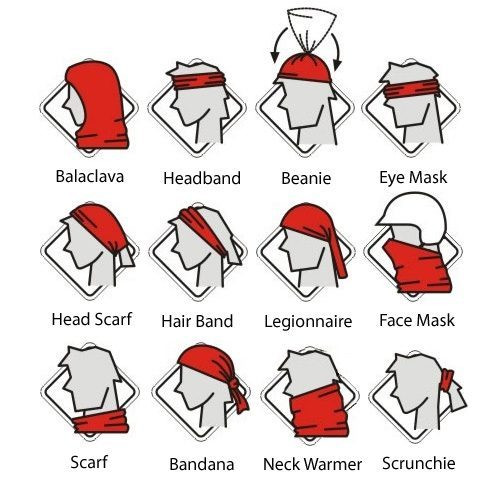 Balaclava
Headband
Beanie
Eye Mask
Head Scarf
Hair Band
Legionnaire
Face Mask
Scarf
Bandana
Neck Warmer
Scrunchie